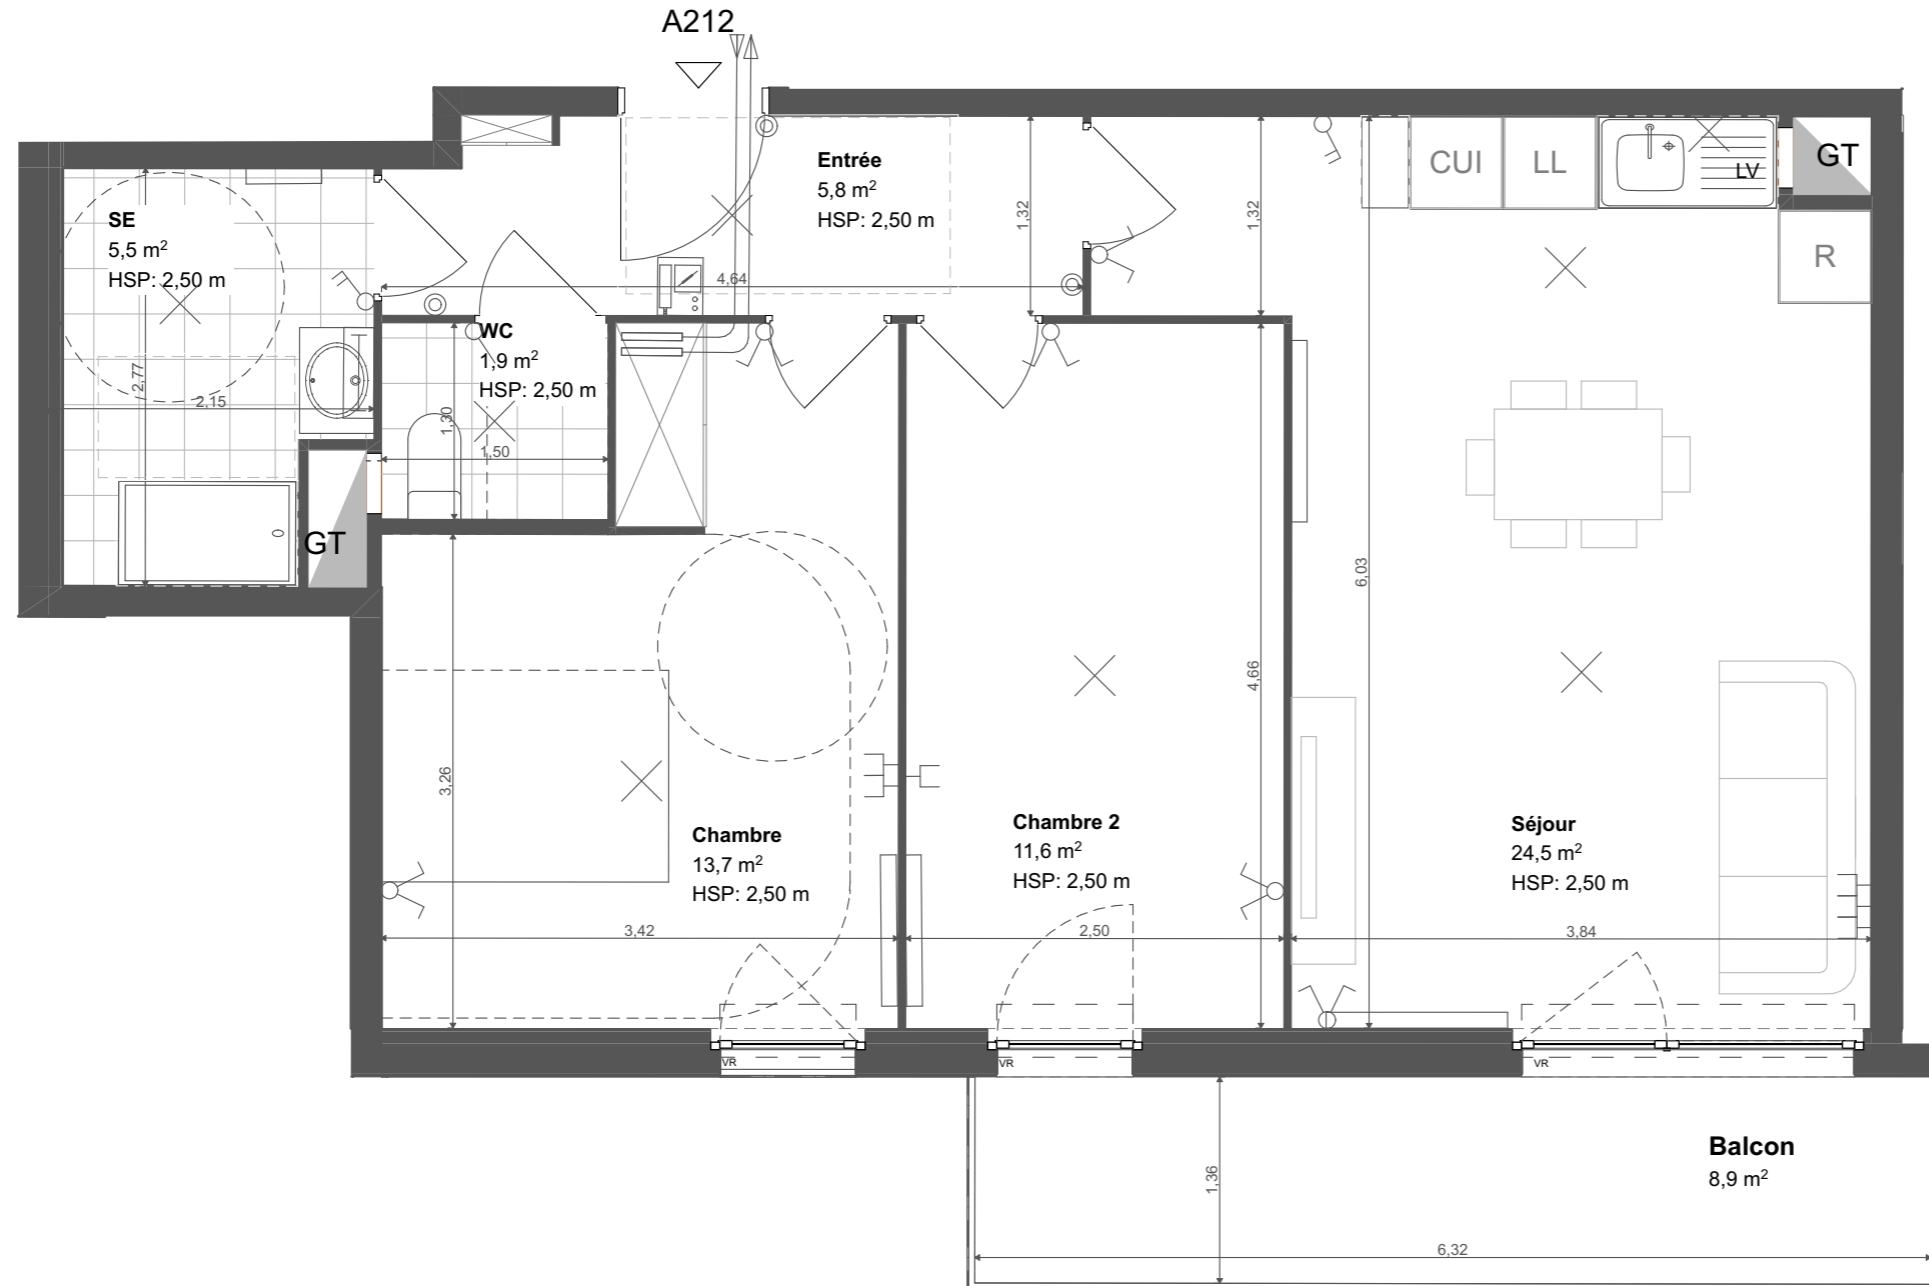 A212
Entrée
5,8 m²
HSP: 2,50 m
CUI
LL
LV
GT
R
SE
5,5 m²
HSP: 2,50 m
1,32
1,32
4,64
WC
1,9 m²
HSP: 2,50 m
2,77
2,15
1,30
1,50
GT
6,03
4,66
3,26
Chambre
13,7 m²
HSP: 2,50 m
Chambre 2
11,6 m²
HSP: 2,50 m
Séjour
24,5 m²
HSP: 2,50 m
3,42
2,50
3,84
VR
VR
VR
Balcon
8,9 m²
1,36
6,32